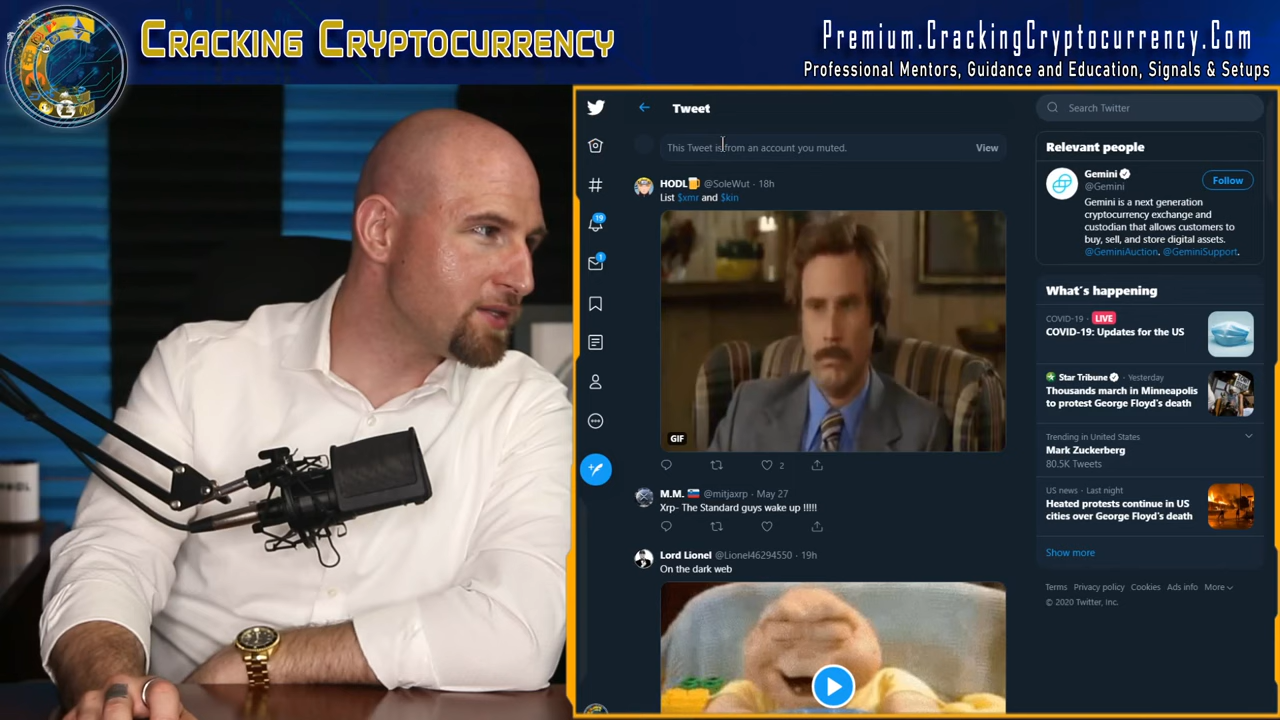 CRACKING CRYPTOCURRENCY
Premium.CrackingCryptocurrency.Com
Professional Mentors, Guidance and Education, Signals & Setups
Tweet
Search Twitter
This Tweet is from an account you muted.
View
HODL🍺 @SoleWut · 18h
List $xmr and $kin
GIF
2
M.M. 🇸🇮 @mitjaxrp · May 27
Xrp- The Standard guys wake up !!!!!
Lord Lionel @Lionel46294550 · 19h
On the dark web
19
1
Relevant people
Gemini
@Gemini
Follow
Gemini is a next generation
cryptocurrency exchange and
custodian that allows customers to
buy, sell, and store digital assets.
@GeminiAuction. @GeminiSupport.
What's happening
COVID-19 · LIVE
COVID-19: Updates for the US
Star Tribune · Yesterday
Thousands march in Minneapolis
to protest George Floyd's death
Trending in United States
Mark Zuckerberg
80.5K Tweets
US news · Last night
Heated protests continue in US
cities over George Floyd's death
Show more
Terms Privacy policy Cookies Ads info More
© 2020 Twitter, Inc.
HODL